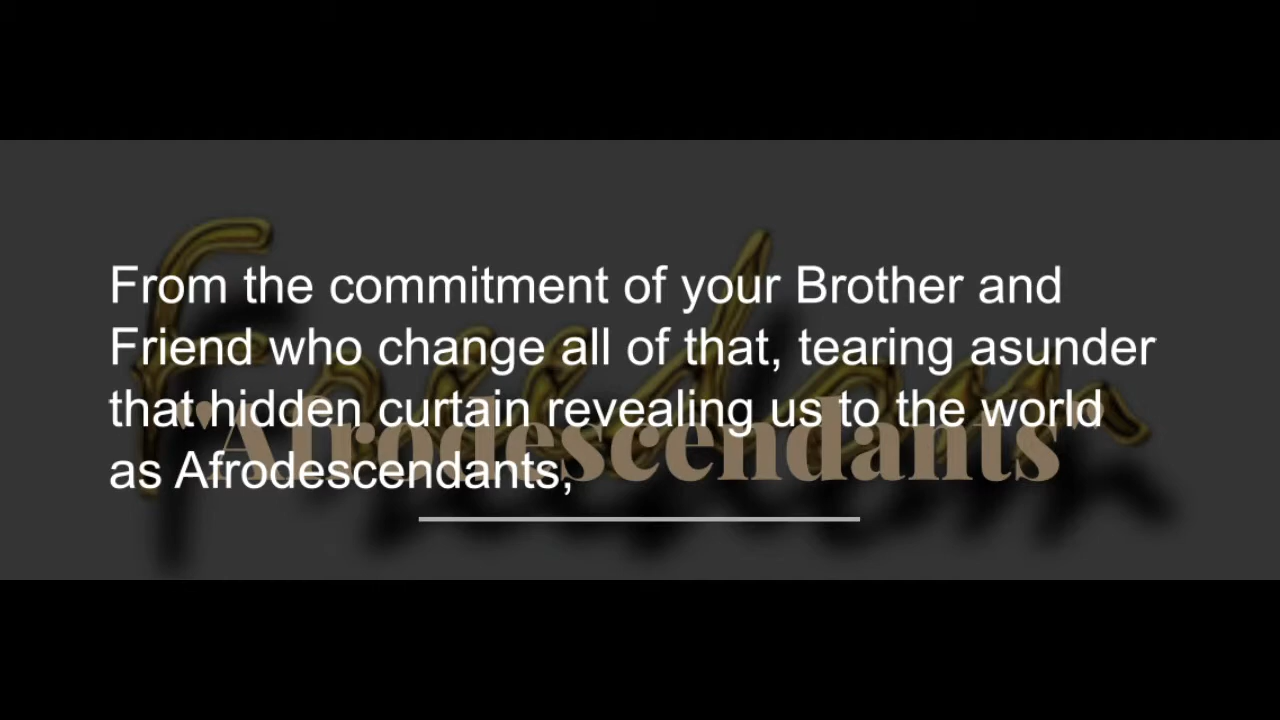 From the commitment of your Brother and
Friend who change all of that, tearing asunder
that hidden curtain revealing us to the world
as Afrodescendants,
Freedom
"Afrodescendants"